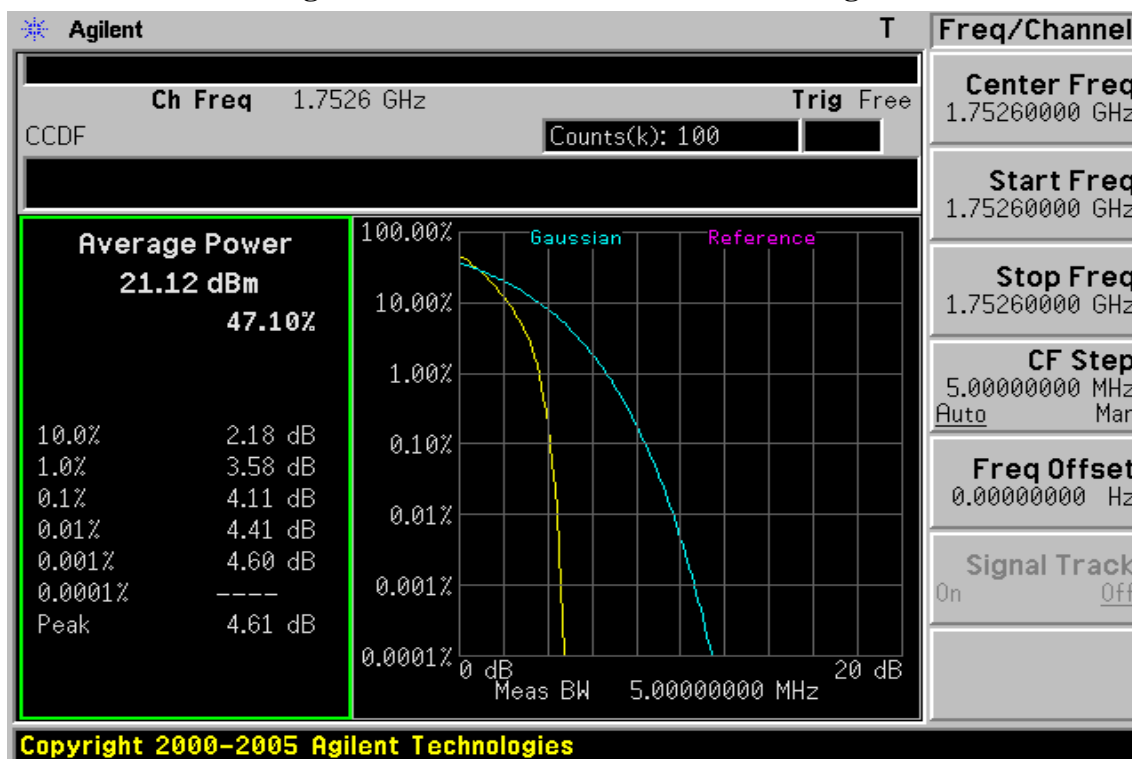 Agilent T
Freq/Channel
Ch Freq 1.7526 GHz Trig Free
CCDF Counts(k): 100
Average Power
21.12 dBm
47.10%
10.0% 2.18 dB
1.0% 3.58 dB
0.1% 4.11 dB
0.01% 4.41 dB
0.001% 4.60 dB
0.0001% ----
Peak 4.61 dB
Gaussian Reference
100.00%
10.00%
1.00%
0.10%
0.01%
0.001%
0.0001%
0 dB 20 dB
Meas BW 5.00000000 MHz
Center Freq
1.75260000 GHz
Start Freq
1.75260000 GHz
Stop Freq
1.75260000 GHz
CF Step
5.00000000 MHz
Auto Man
Freq Offset
0.00000000 Hz
Signal Track
On Off
Copyright 2000-2005 Agilent Technologies